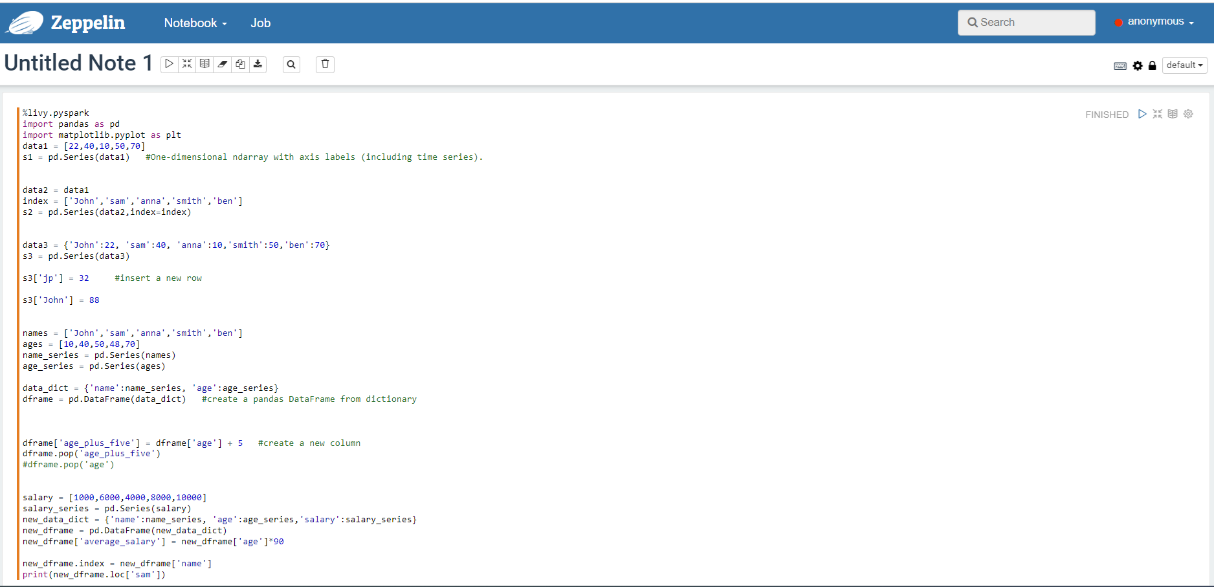 Zeppelin
Notebook
Job
Search
anonymous
Untitled Note 1
default
FINISHED
%livy.pyspark
import pandas as pd
import matplotlib.pyplot as plt
data1 = [22,40,10,50,70]
s1 = pd.Series(data1)   #One-dimensional ndarray with axis labels (including time series).
data2 = data1
index = ['John','sam','anna','smith','ben']
s2 = pd.Series(data2,index=index)
data3 = {'John':22, 'sam':40, 'anna':10,'smith':50,'ben':70}
s3 = pd.Series(data3)
s3['jp'] = 32     #insert a new row
s3['John'] = 88
names = ['John','sam','anna','smith','ben']
ages = [10,40,50,48,70]
name_series = pd.Series(names)
age_series = pd.Series(ages)
data_dict = {'name':name_series, 'age':age_series}
dframe = pd.DataFrame(data_dict)   #create a pandas DataFrame from dictionary
dframe['age_plus_five'] = dframe['age'] + 5   #create a new column
dframe.pop('age_plus_five')
#dframe.pop('age')
salary = [1000,6000,4000,8000,10000]
salary_series = pd.Series(salary)
new_data_dict = {'name':name_series, 'age':age_series,'salary':salary_series}
new_dframe = pd.DataFrame(new_data_dict)
new_dframe['average_salary'] = new_dframe['age']*90
new_dframe.index = new_dframe['name']
print(new_dframe.loc['sam'])